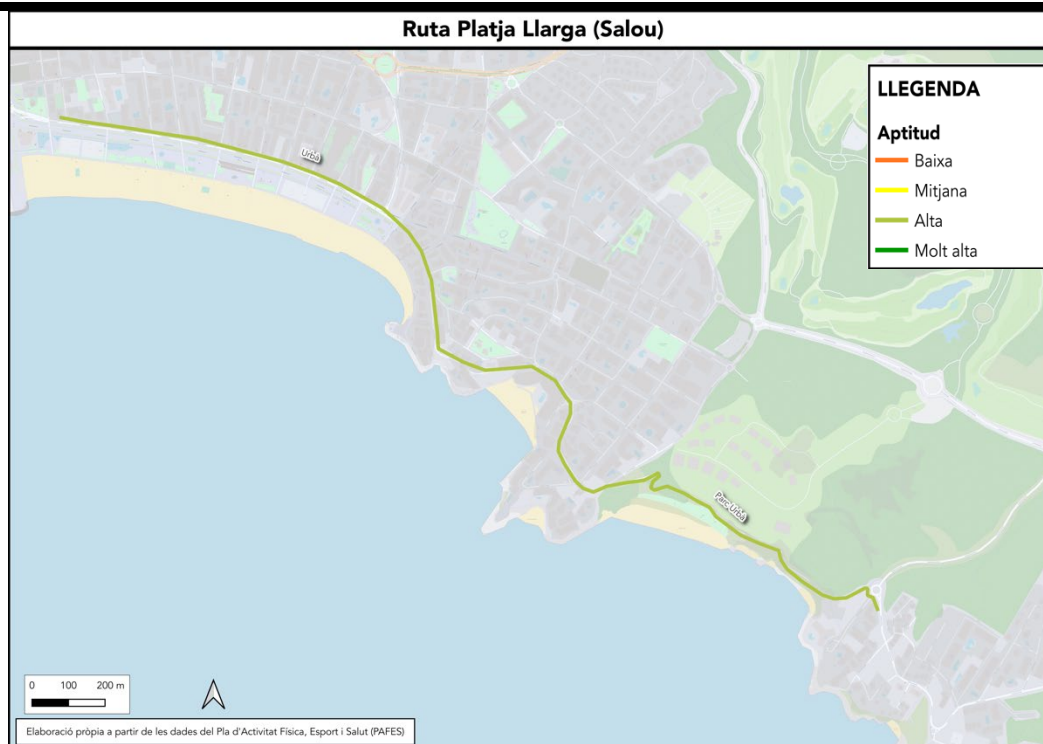 Ruta Platja Llarga (Salou)
LLEGENDA
Aptitud
Baixa
Mitjana
Alta
Molt alta
Urbà
Parc Urbà
0 100 200 m
Elaboració pròpia a partir de les dades del Pla d'Activitat Física, Esport i Salut (PAFES)